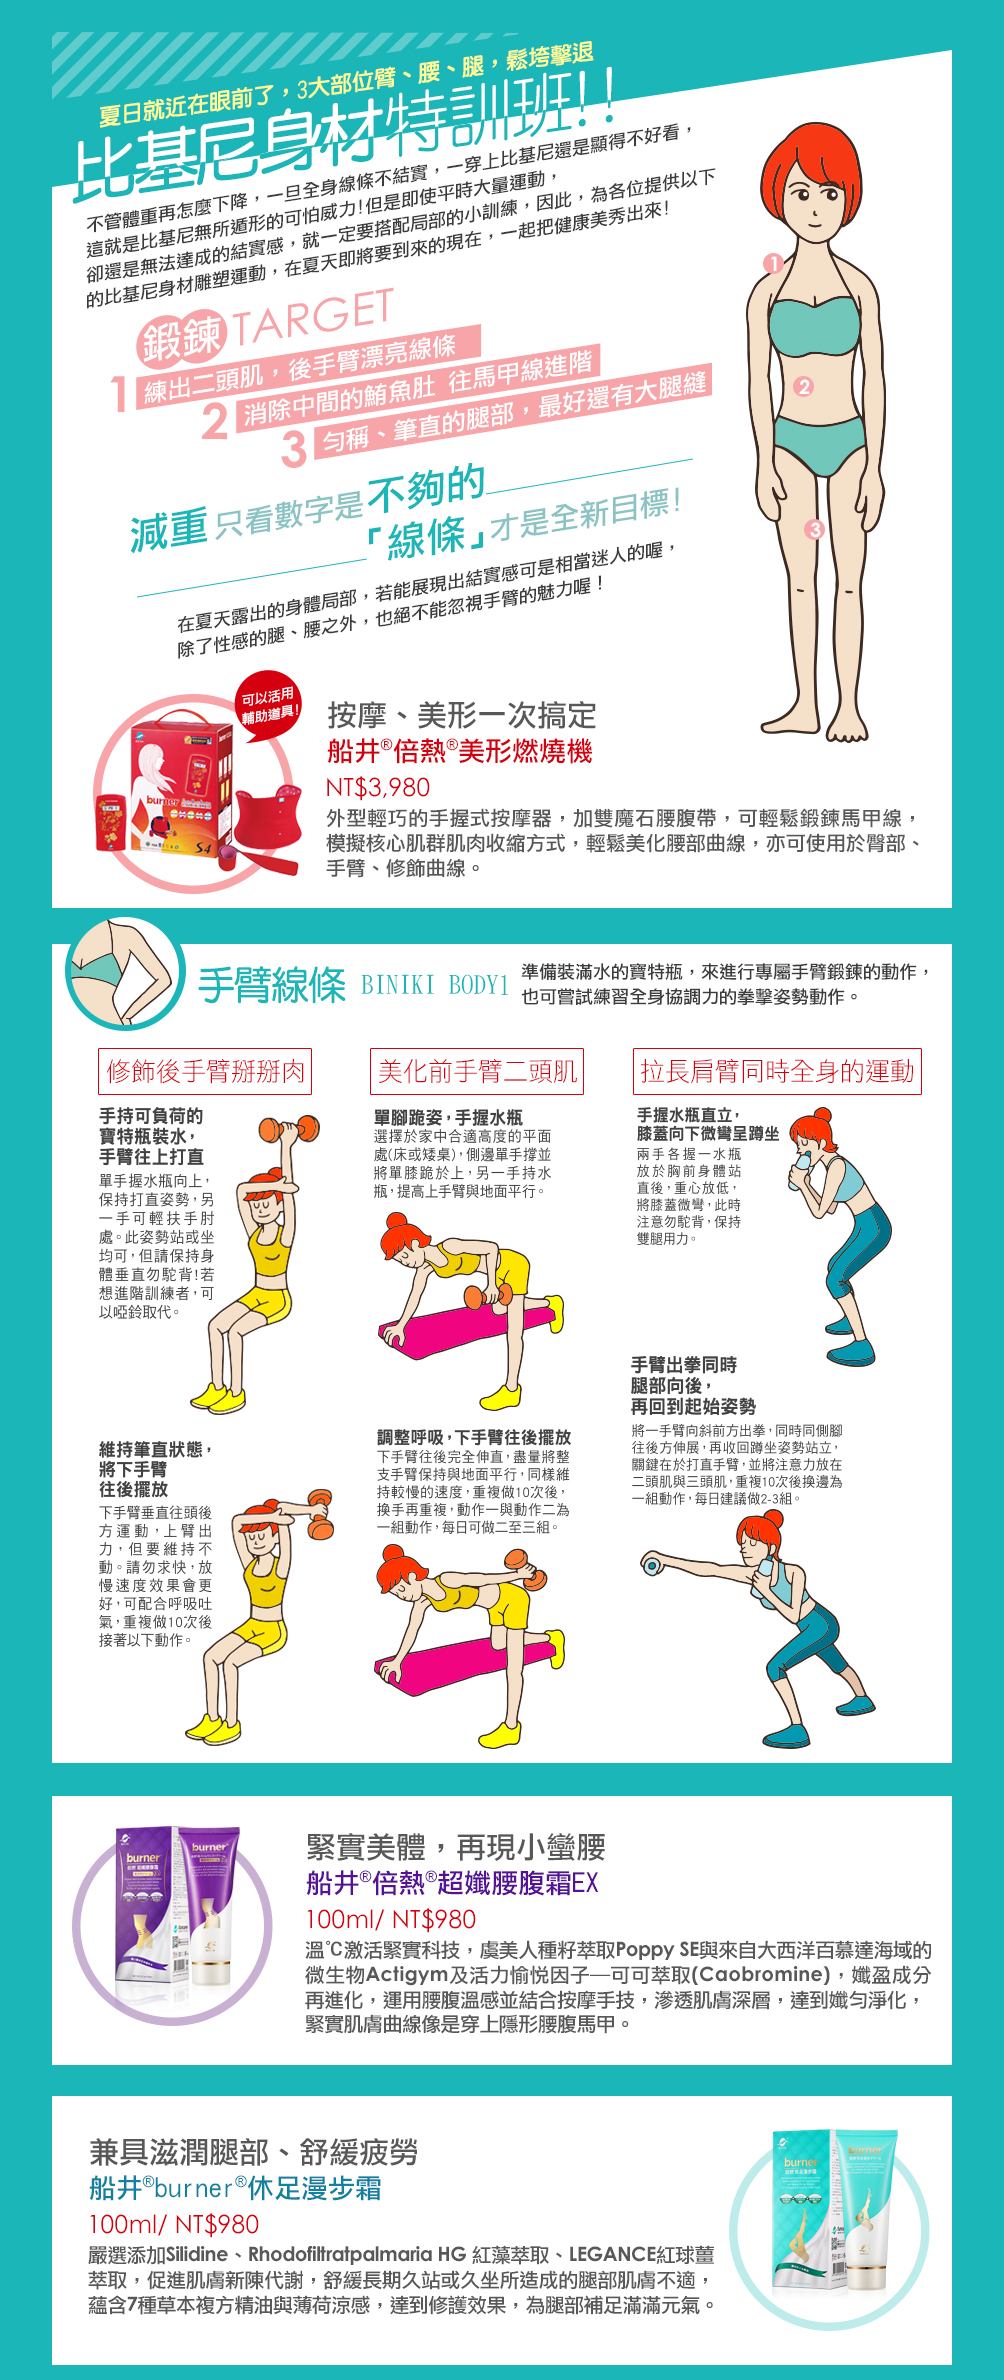 夏日就近在眼前了，3大部位臂、腰、腿，鬆垮擊退
比基尼身材特訓班!!
不管體重再怎麼下降，一旦全身線條不結實，一穿上比基尼還是顯得不好看，
這就是比基尼無所遁形的可怕威力!但是即使平時大量運動，
卻還是無法達成的結實感，就一定要搭配局部的小訓練，因此，為各位提供以下
的比基尼身材雕塑運動，在夏天即將要到來的現在，一起把健康美秀出來!
鍛鍊 TARGET
1 練出二頭肌，後手臂漂亮線條
2 消除中間的鮪魚肚 往馬甲線進階
3 勻稱、筆直的腿部，最好還有大腿縫
減重 只看數字是 不夠的
「線條」才是全新目標!
在夏天露出的身體局部，若能展現出結實感可是相當迷人的喔，
除了性感的腿、腰之外，也絕不能忽視手臂的魅力喔！
1
2
3
可以活用
輔助道具!
burner
S4
按摩、美形一次搞定
船井®倍熱®美形燃燒機
NT$3,980
外型輕巧的手握式按摩器，加雙魔石腰腹帶，可輕鬆鍛鍊馬甲線，
模擬核心肌群肌肉收縮方式，輕鬆美化腰部曲線，亦可使用於臀部、
手臂、修飾曲線。
手臂線條 BINIKI BODY1
準備裝滿水的寶特瓶，來進行專屬手臂鍛鍊的動作，
也可嘗試練習全身協調力的拳擊姿勢動作。
修飾後手臂掰掰肉
手持可負荷的
寶特瓶裝水，
手臂往上打直
單手握水瓶向上，
保持打直姿勢，另
一手可輕扶手肘
處。此姿勢站或坐
均可，但請保持身
體垂直勿駝背!若
想進階訓練者，可
以啞鈴取代。
維持筆直狀態，
將下手臂
往後擺放
下手臂垂直往頭後
方運動，上臂出
力，但要維持不
動。請勿求快，放
慢速度效果會更
好，可配合呼吸吐
氣，重複做10次後
接著以下動作。
美化前手臂二頭肌
單腳跪姿，手握水瓶
選擇於家中合適高度的平面
處(床或矮桌)，側邊單手撐並
將單膝跪於上，另一手持水
瓶，提高上手臂與地面平行。
調整呼吸，下手臂往後擺放
下手臂往後完全伸直，盡量將整
支手臂保持與地面平行，同樣維
持較慢的速度，重複做10次後，
換手再重複，動作一與動作二為
一組動作，每日可做二至三組。
拉長肩臂同時全身的運動
手握水瓶直立，
膝蓋向下微彎呈蹲坐
兩手各握一水瓶
放於胸前身體站
直後，重心放低，
將膝蓋微彎，此時
注意勿駝背，保持
雙腿用力。
手臂出拳同時
腿部向後，
再回到起始姿勢
將一手臂向斜前方出拳，同時同側腳
往後方伸展，再收回蹲坐姿勢站立，
關鍵在於打直手臂，並將注意力放在
二頭肌與三頭肌，重複10次後換邊為
一組動作，每日建議做2-3組。
burner
burner
緊實美體，再現小蠻腰
船井®倍熱®超孅腰腹霜EX
100ml/ NT$980
溫℃激活緊實科技，虞美人種籽萃取Poppy SE與來自大西洋百慕達海域的
微生物Actigym及活力愉悦因子—可可萃取(Caobromine)，孅盈成分
再進化，運用腰腹溫感並結合按摩手技，滲透肌膚深層，達到孅勻淨化，
緊實肌膚曲線像是穿上隱形腰腹馬甲。
兼具滋潤腿部、舒緩疲勞
船井®burner®休足漫步霜
100ml/ NT$980
嚴選添加Silidine、Rhodofiltratpalmaria HG 紅藻萃取、LEGANCE紅球薑
萃取，促進肌膚新陳代謝，舒緩長期久站或久坐所造成的腿部肌膚不適，
蘊含7種草本複方精油與薄荷涼感，達到修護效果，為腿部補足滿滿元氣。
burner
burner